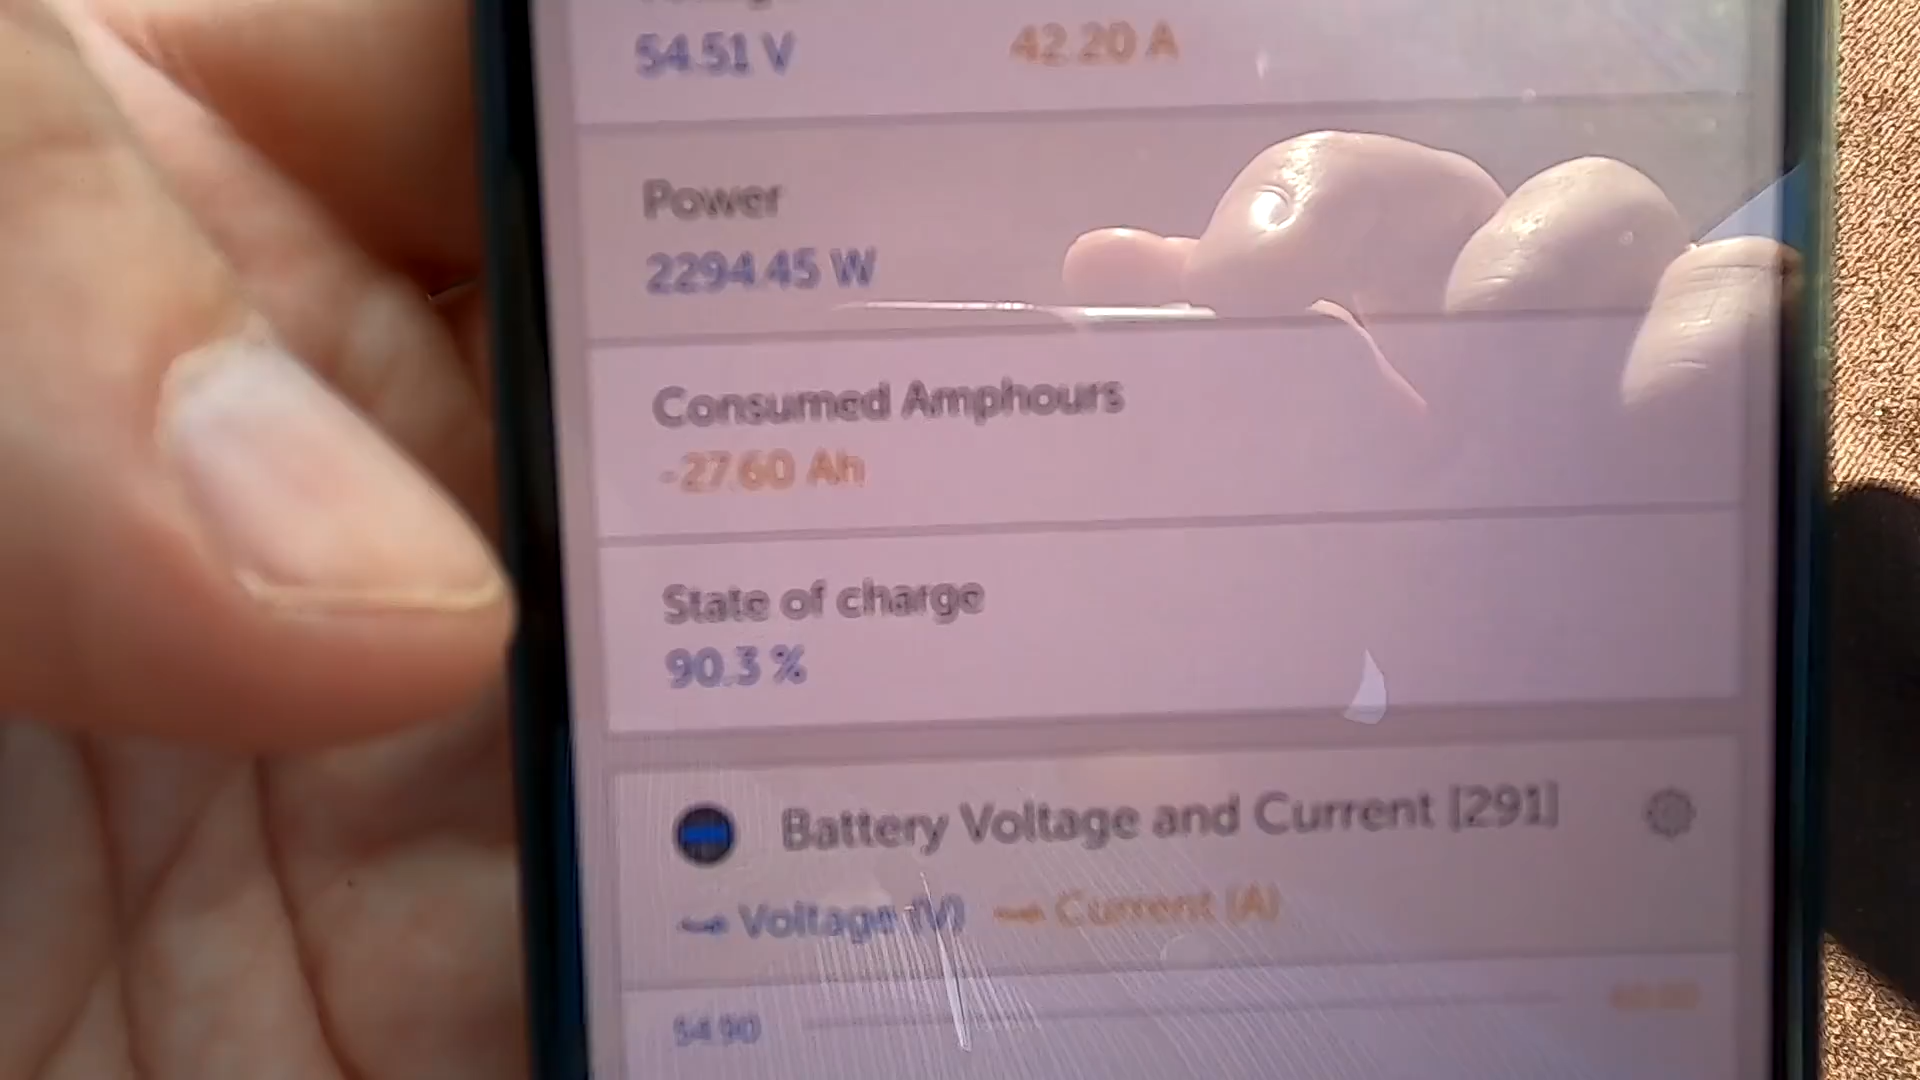 54.51 V 42.20 A
Power
2294.45 W
Consumed Amphours
-27.60 Ah
State of charge
90.3 %
Battery Voltage and Current [291]
Voltage (V) Current (A)
54.90